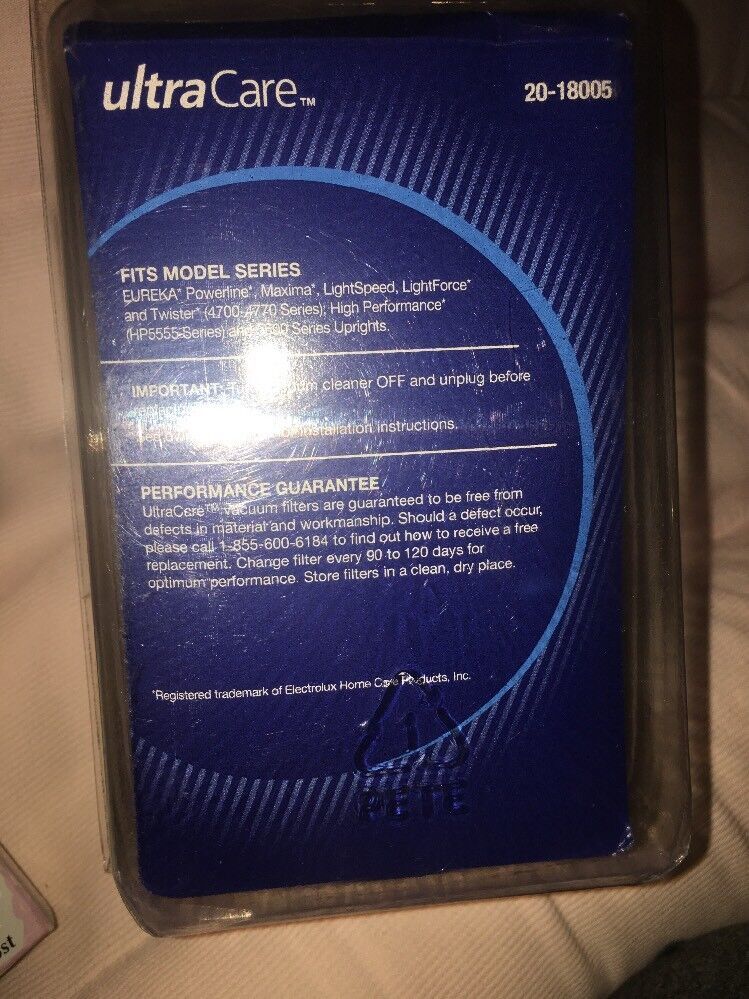 ultraCare™ 20-18005
FITS MODEL SERIES
EUREKA* Powerline*, Maxima*, LightSpeed, LightForce*
and Twister* (4700-4770 Series); High Performance*
(HP5555-Series) and Series Uprights.
IMPORTANT: cleaner OFF and unplug before
installation instructions.
PERFORMANCE GUARANTEE
UltraCare™ vacuum filters are guaranteed to be free from
defects in material and workmanship. Should a defect occur,
please call 1-855-600-6184 to find out how to receive a free
replacement. Change filter every 90 to 120 days for
optimum performance. Store filters in a clean, dry place.
*Registered trademark of Electrolux Home Care Products, Inc.
1
PETE
st